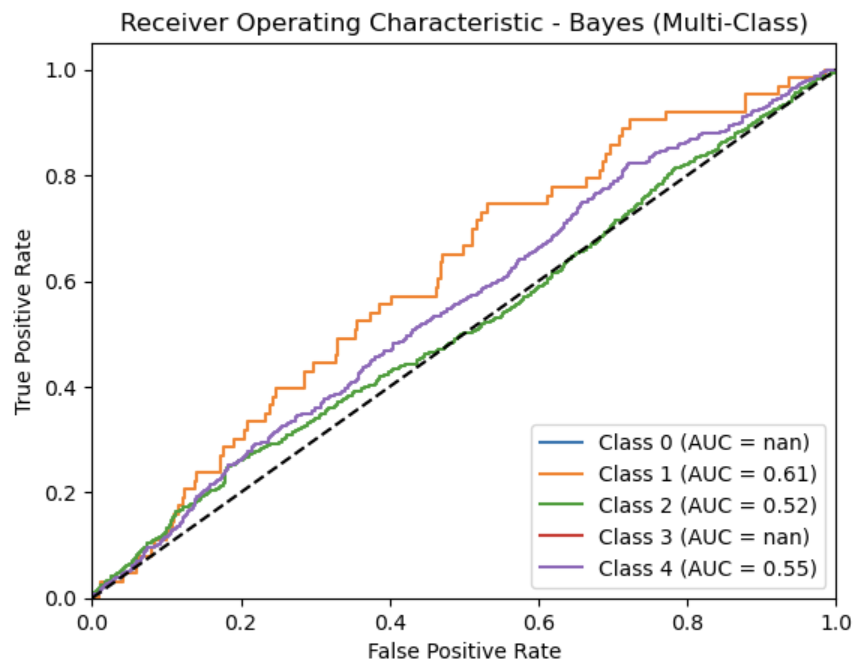 Receiver Operating Characteristic - Bayes (Multi-Class)
1.0
0.8
0.6
0.4
0.2
0.0
True Positive Rate
Class 0 (AUC = nan)
Class 1 (AUC = 0.61)
Class 2 (AUC = 0.52)
Class 3 (AUC = nan)
Class 4 (AUC = 0.55)
0.0 0.2 0.4 0.6 0.8 1.0
False Positive Rate